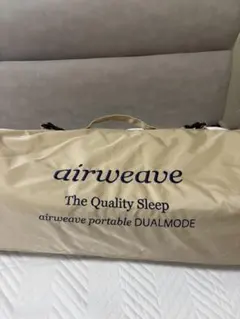 airweave
The Quality Sleep
airweave portable DUALMODE